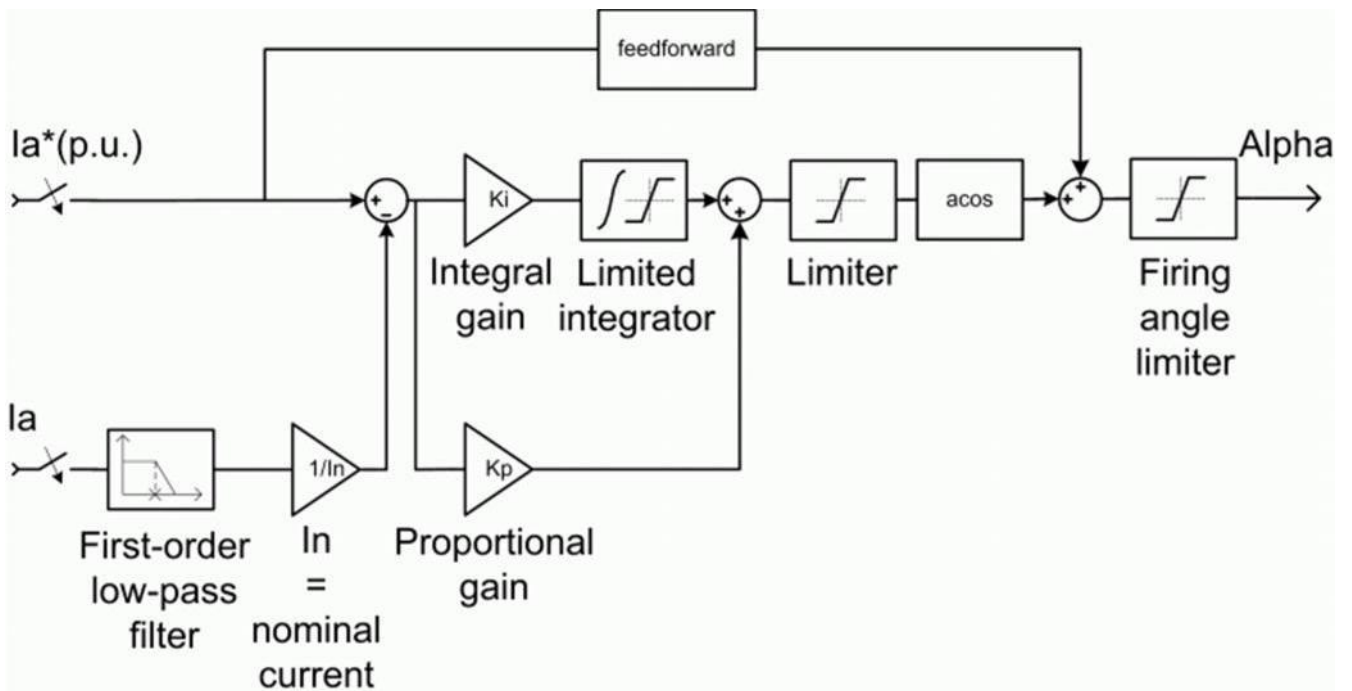 feedforward
Ia*(p.u.)
Alpha
Ki
acos
Integral
gain
Limited
integrator
Limiter
Firing
angle
limiter
Ia
1/In
Kp
First-order
low-pass
filter
In
=
nominal
current
Proportional
gain